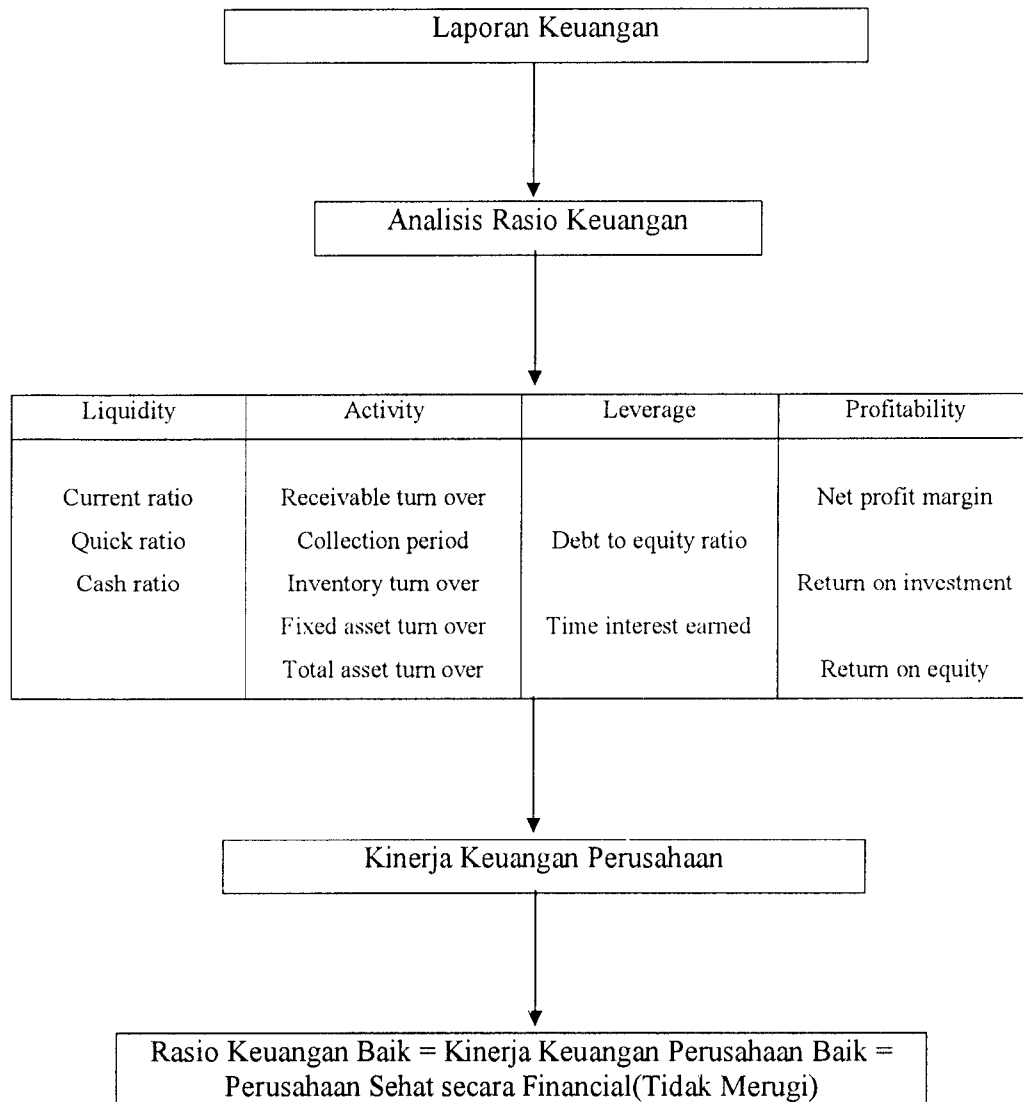 Laporan Keuangan
Analisis Rasio Keuangan
Liquidity Activity Leverage Profitability
Current ratio Receivable turn over Net profit margin
Quick ratio Collection period Debt to equity ratio
Cash ratio Inventory turn over Return on investment
Fixed asset turn over Time interest earned
Total asset turn over Return on equity
Kinerja Keuangan Perusahaan
Rasio Keuangan Baik = Kinerja Keuangan Perusahaan Baik =
Perusahaan Sehat secara Financial(Tidak Merugi)